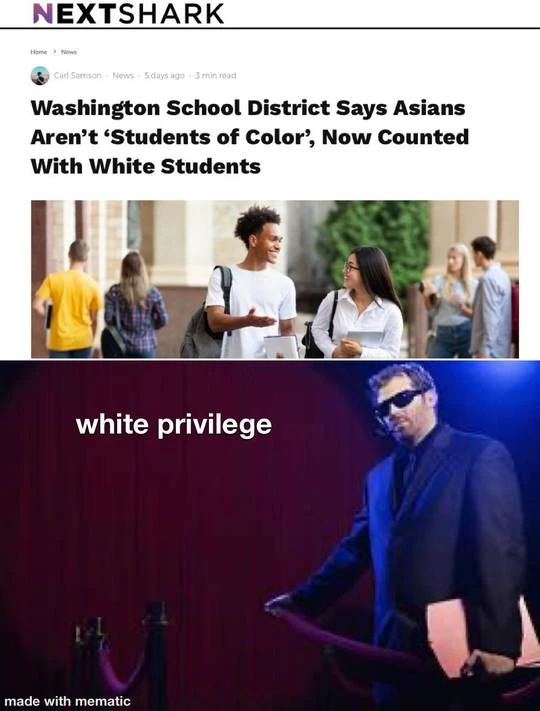 NEXTSHARK
Home > News
Carl Samson · News · 5 days ago · 3 min read
Washington School District Says Asians
Aren’t ‘Students of Color’, Now Counted
With White Students
white privilege
made with mematic